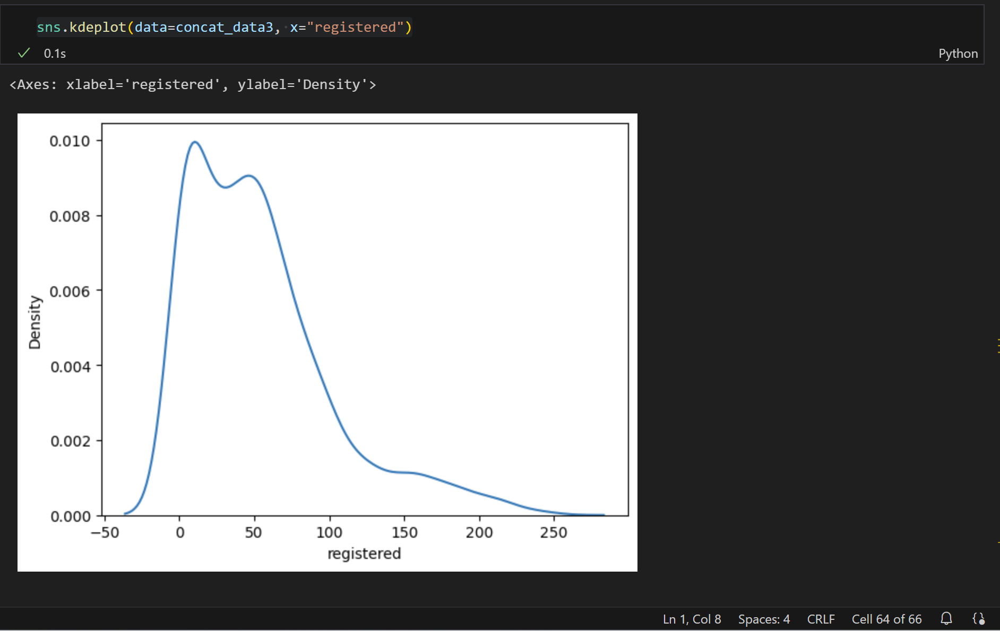 sns.kdeplot(data=concat_data3, x="registered")
0.1s
Python
<Axes: xlabel='registered', ylabel='Density'>
0.010
0.008
0.006
0.004
0.002
0.000
Density
−50 0 50 100 150 200 250
registered
Ln 1, Col 8 Spaces: 4 CRLF Cell 64 of 66